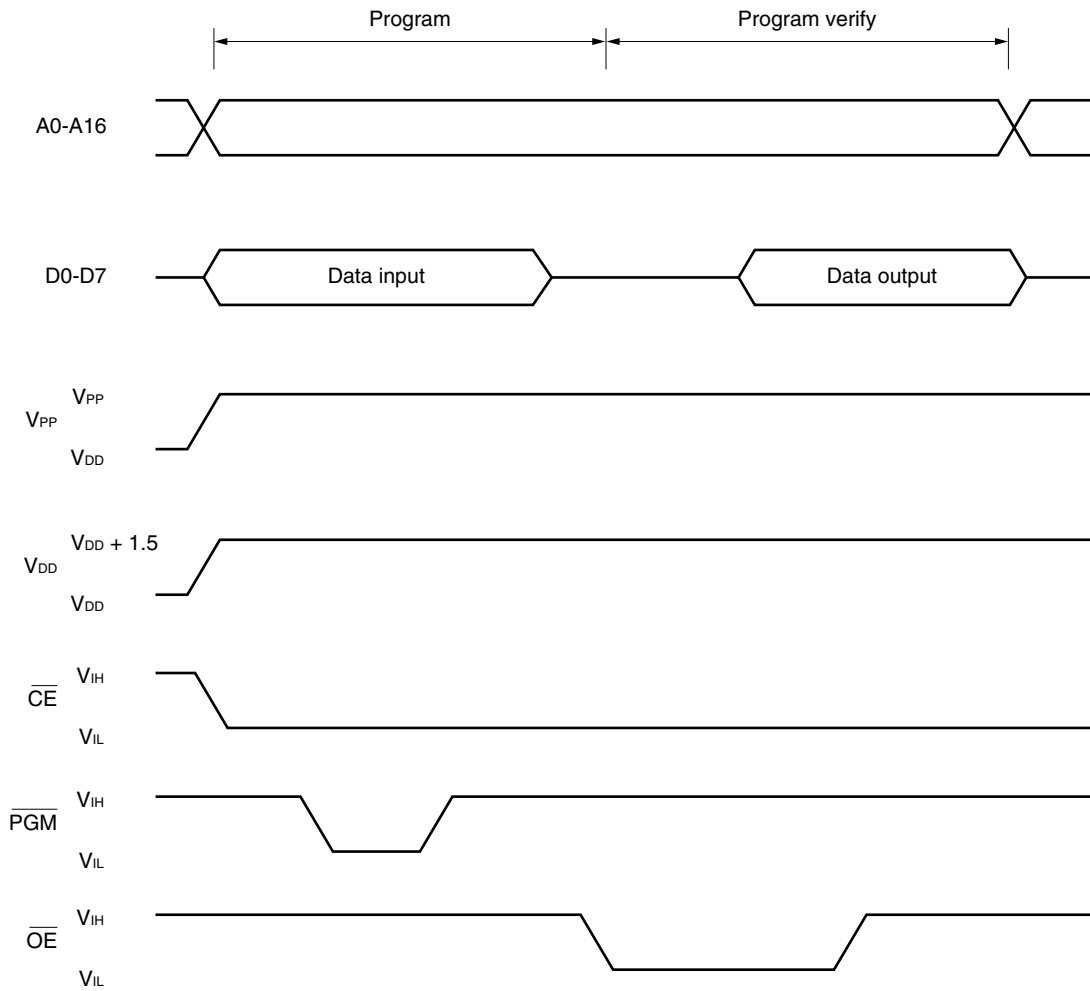 Program
Program verify
A0-A16
D0-D7
Data input
Data output
VPP
VPP
VDD
VDD + 1.5
VDD
VDD
VIH
CE
VIL
VIH
PGM
VIL
VIH
OE
VIL